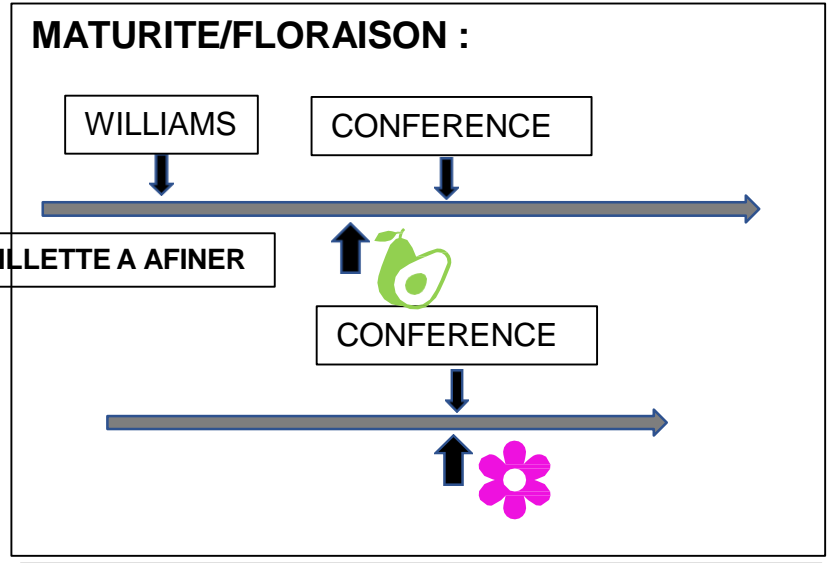 MATURITE/FLORAISON :
WILLIAMS
CONFERENCE
ILLETTE A AFINER
CONFERENCE